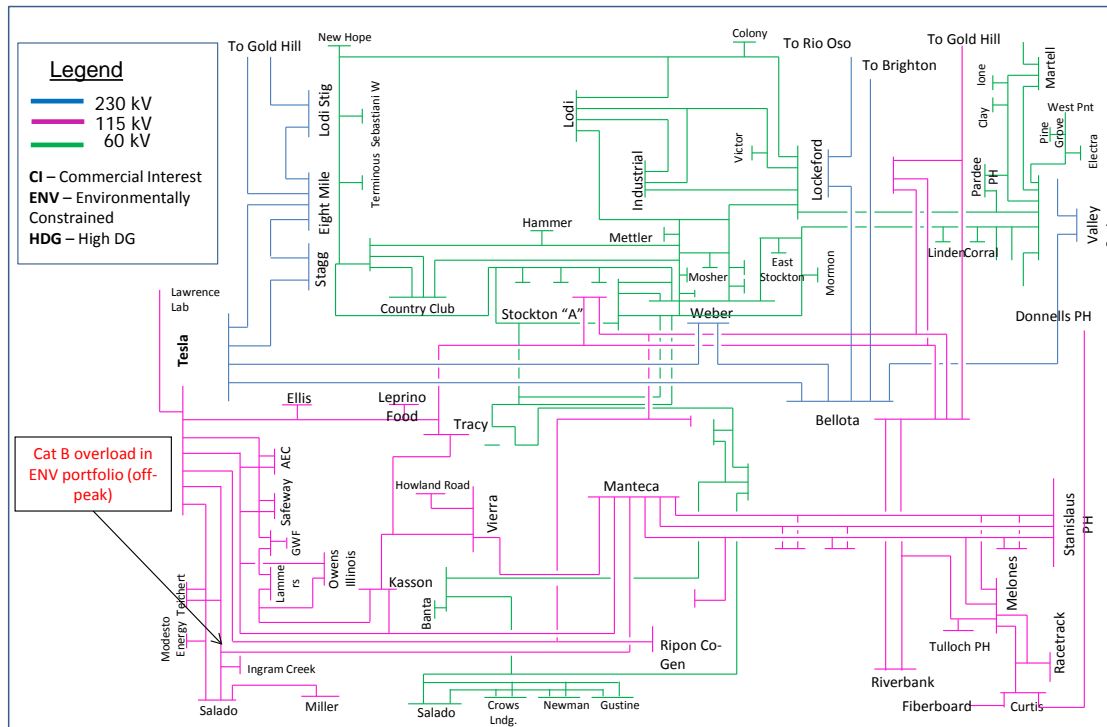 Legend
230 kV
115 kV
60 kV
CI – Commercial Interest
ENV – Environmentally
Constrained
HDG – High DG
To Gold Hill
New Hope
Colony
To Rio Oso
To Gold Hill
To Brighton
Lodi Stig
Terminous Sebastiani W
Lodi
Industrial
Victor
Lockeford
Ione
Clay
Martell
West Pnt
Pine
Grove
Electra
Pardee
PH
Eight Mile
Stagg
Hammer
Mettler
Mosher
East
Stockton
Mormon
Linden
Corral
Valley
Country Club
Stockton "A"
Weber
Lawrence
Lab
Tesla
Donnells PH
Ellis
Leprino
Food
Tracy
Bellota
Cat B overload in
ENV portfolio (off-
peak)
AEC
Safeway
GWF
Lamme
rs
Owens
Illinois
Howland Road
Vierra
Manteca
Stanislaus
PH
Kasson
Banta
Teichert
Modesto
Energy
Ingram Creek
Salado
Miller
Ripon Co-
Gen
Salado
Crows
Lndg.
Newman
Gustine
Melones
Tulloch PH
Racetrack
Riverbank
Fiberboard
Curtis